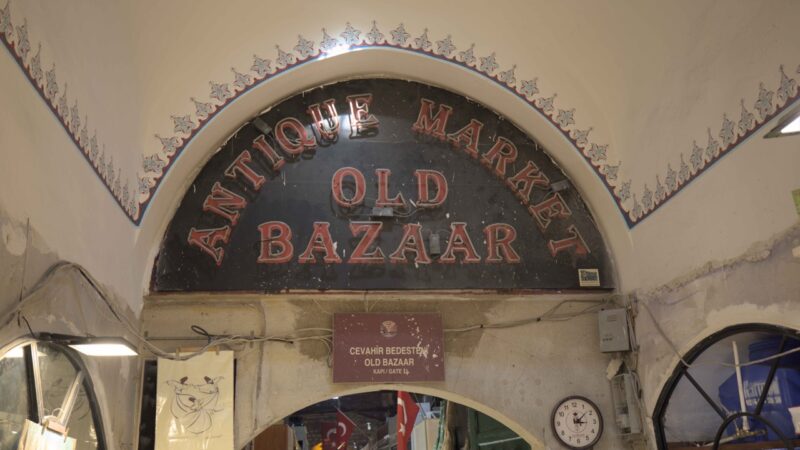 ANTIQUE MARKET
OLD
BAZAAR
CEVAHİR BEDESTEN
OLD BAZAAR